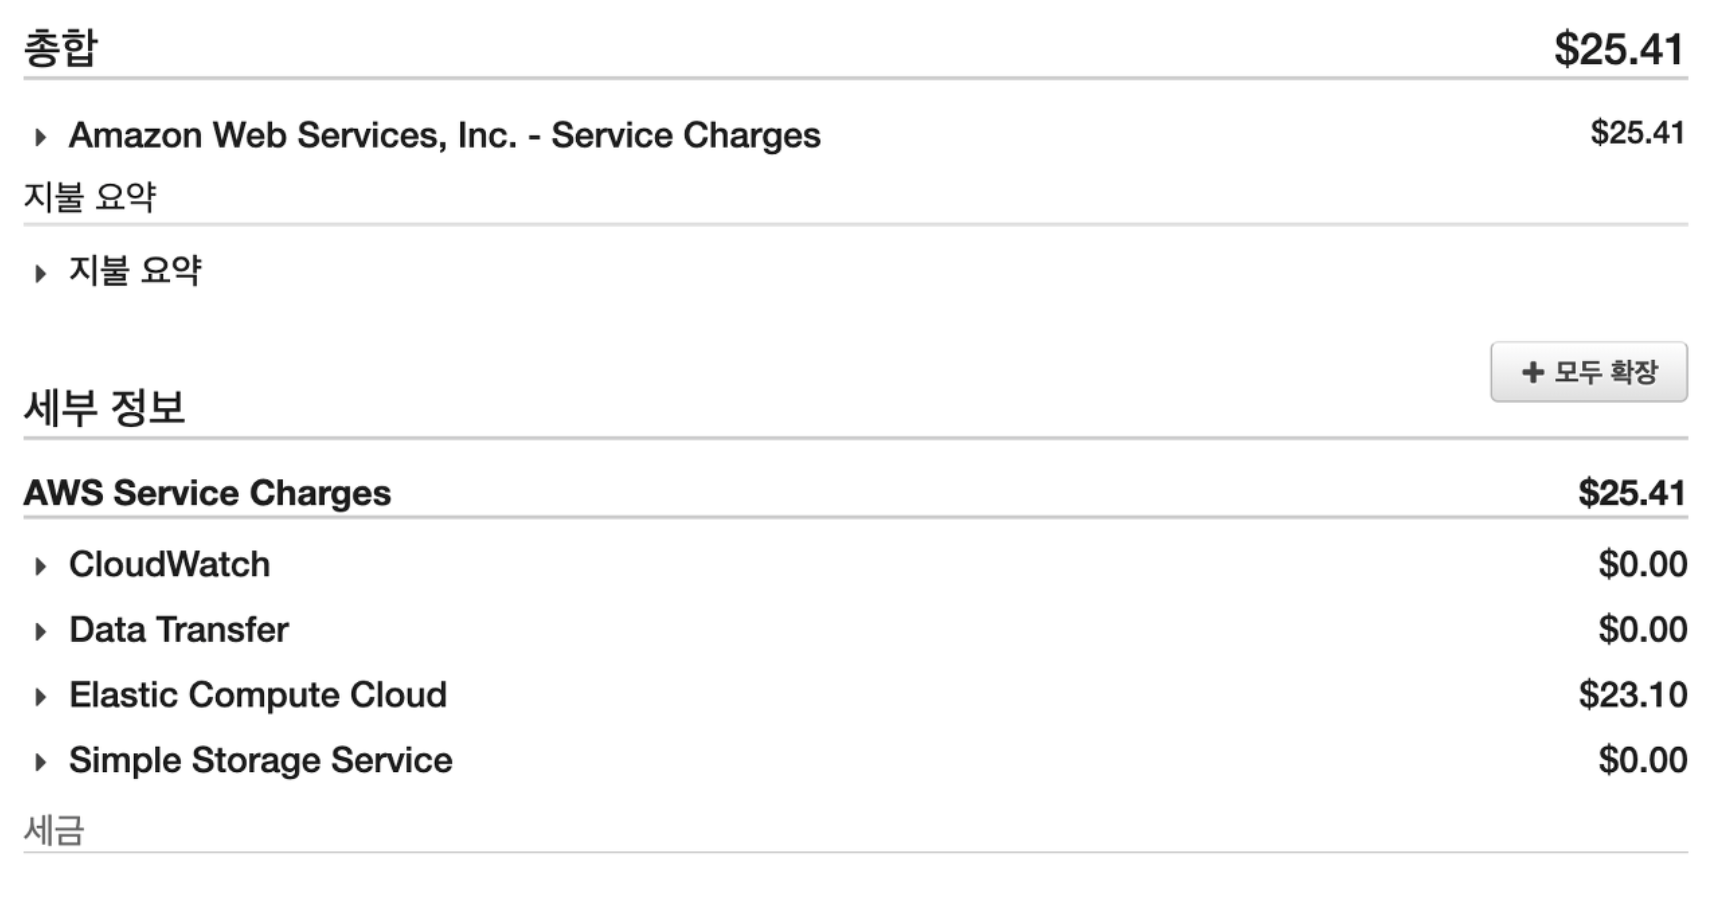 총합 $25.41
Amazon Web Services, Inc. - Service Charges $25.41
지불 요약
지불 요약
+ 모두 확장
세부 정보
AWS Service Charges $25.41
CloudWatch $0.00
Data Transfer $0.00
Elastic Compute Cloud $23.10
Simple Storage Service $0.00
세금